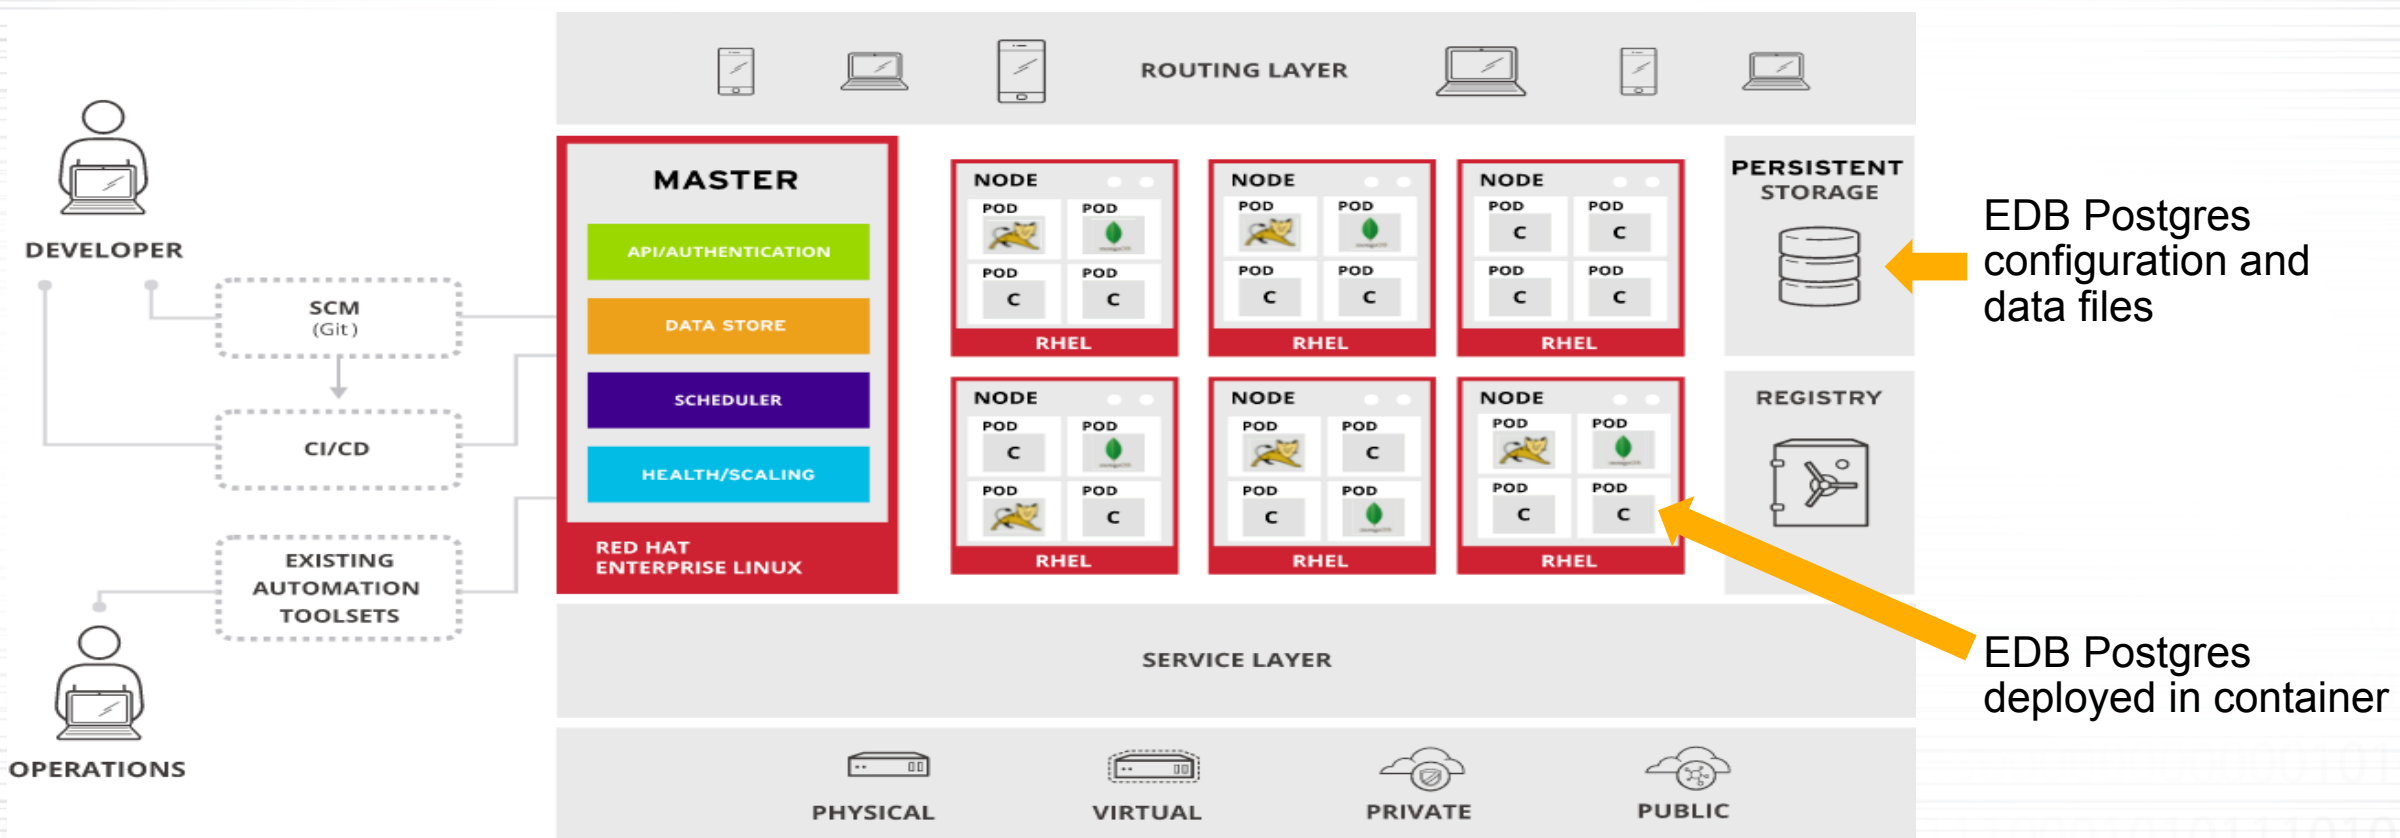 ROUTING LAYER
DEVELOPER
SCM
(Git)
CI/CD
EXISTING
AUTOMATION
TOOLSETS
OPERATIONS
MASTER
API/AUTHENTICATION
DATA STORE
SCHEDULER
HEALTH/SCALING
RED HAT
ENTERPRISE LINUX
NODE
POD POD
POD POD
C C
RHEL
NODE
POD POD
POD POD
C C
RHEL
NODE
POD POD
C C
POD POD
C C
RHEL
NODE
POD POD
C
POD POD
C
RHEL
NODE
POD POD
C
POD POD
C
RHEL
NODE
POD POD
POD POD
C C
RHEL
PERSISTENT
STORAGE
REGISTRY
EDB Postgres
configuration and
data files
EDB Postgres
deployed in container
SERVICE LAYER
PHYSICAL
VIRTUAL
PRIVATE
PUBLIC